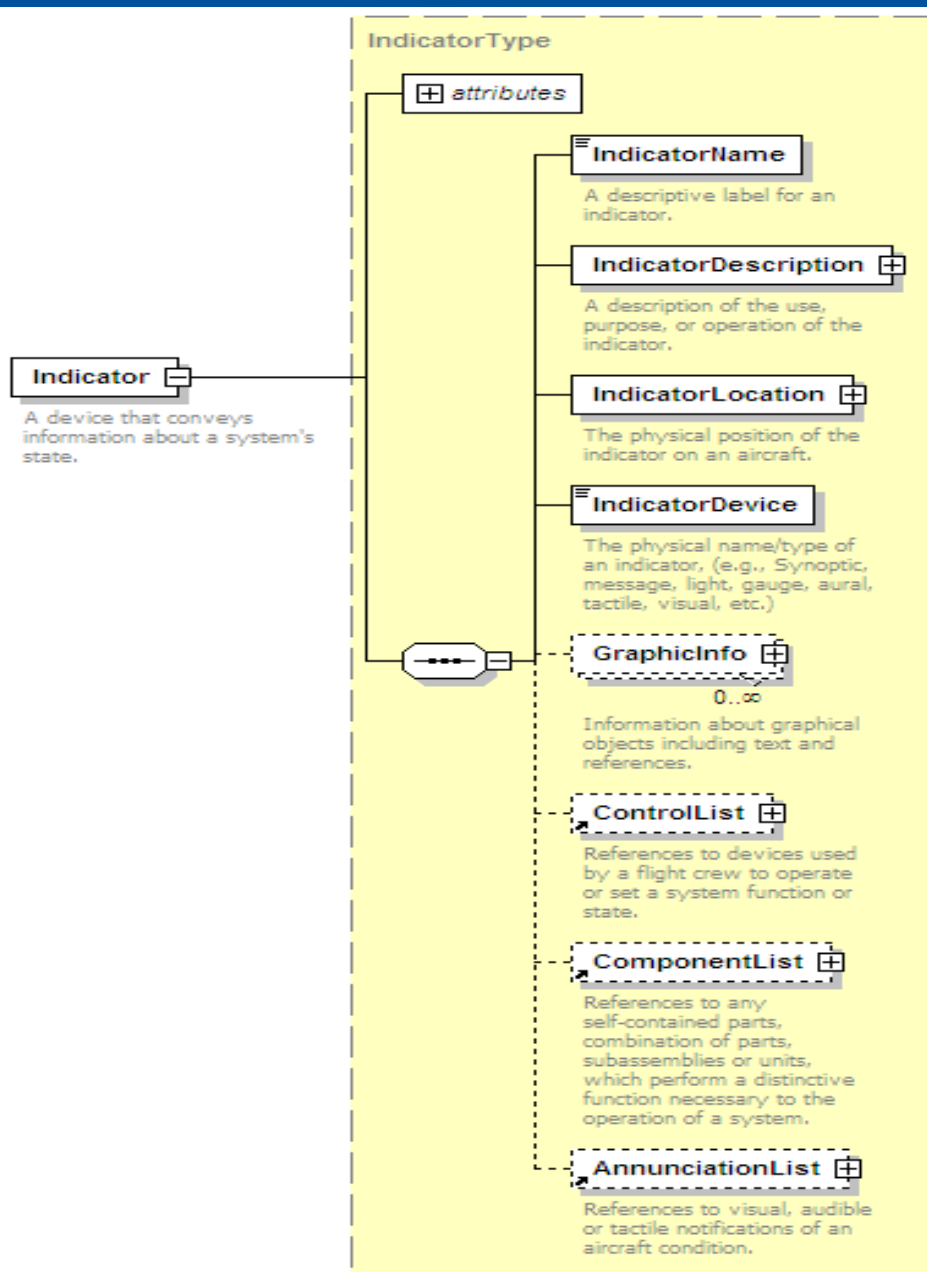 IndicatorType
attributes
IndicatorName
A descriptive label for an
indicator.
IndicatorDescription
A description of the use,
purpose, or operation of the
indicator.
Indicator
A device that conveys
information about a system's
state.
IndicatorLocation
The physical position of the
indicator on an aircraft.
IndicatorDevice
The physical name/type of
an indicator, (e.g., Synoptic,
message, light, gauge, aural,
tactile, visual, etc.)
GraphicInfo
0..∞
Information about graphical
objects including text and
references.
ControlList
References to devices used
by a flight crew to operate
or set a system function or
state.
ComponentList
References to any
self-contained parts,
combination of parts,
subassemblies or units,
which perform a distinctive
function necessary to the
operation of a system.
AnnunciationList
References to visual, audible
or tactile notifications of an
aircraft condition.